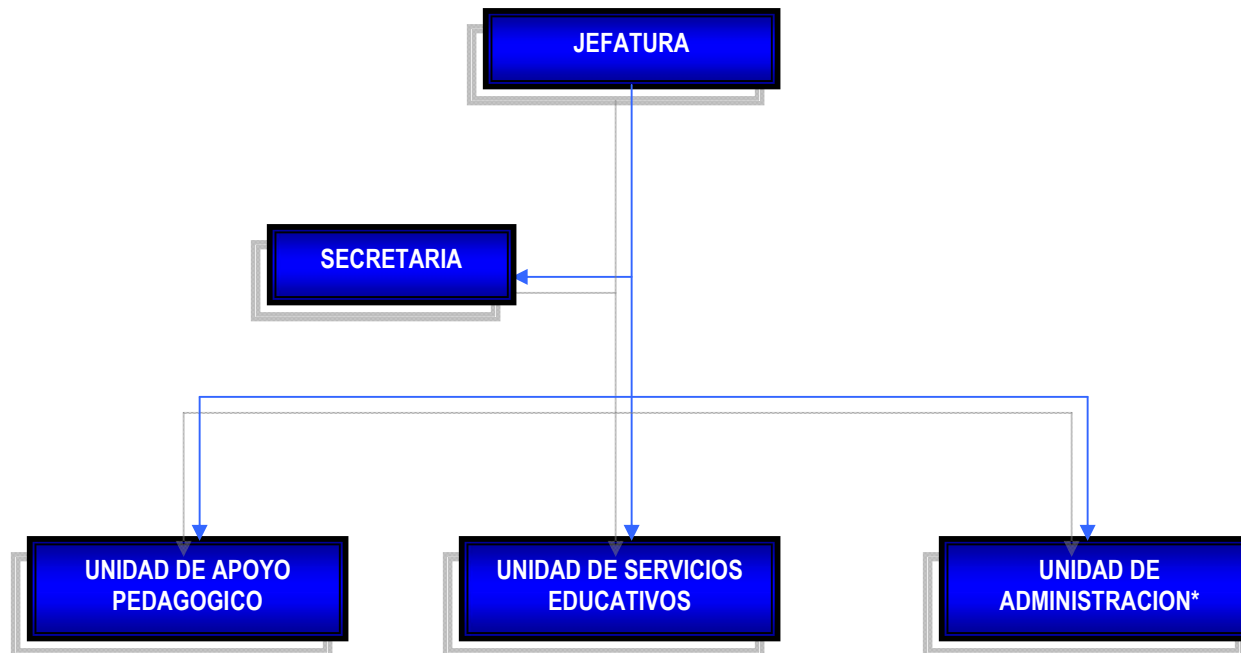 JEFATURA
SECRETARIA
UNIDAD DE APOYO
PEDAGOGICO
UNIDAD DE SERVICIOS
EDUCATIVOS
UNIDAD DE
ADMINISTRACION*